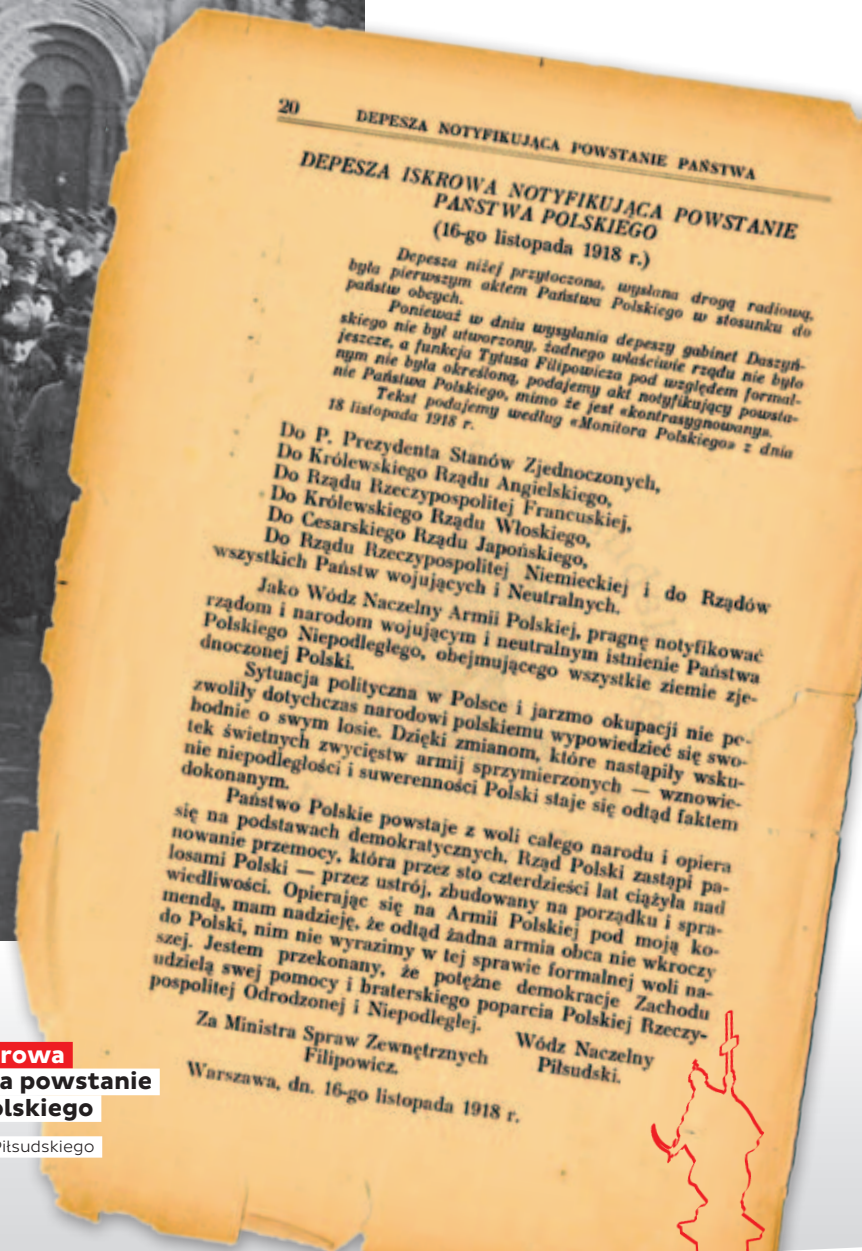 20 DEPESZA NOTYFIKUJĄCA POWSTANIE PAŃSTWA
DEPESZA ISKROWA NOTYFIKUJĄCA POWSTANIE
PAŃSTWA POLSKIEGO
(16-go listopada 1918 r.)
Depesza niżej przytoczona, wysłana drogą radiową,
była pierwszym aktem Państwa Polskiego w stosunku do
państw obcych.
Ponieważ w dniu wysyłania depeszy gabinet Daszyń-
skiego nie był utworzony, żadnego właściwie rządu nie było
jeszcze, a funkcja Tytusa Filipowicza pod względem formal-
nym nie była określoną, podajemy akt notyfikujący powsta-
nie Państwa Polskiego, mimo że jest «kontrasygnowany».
Tekst podajemy według «Monitora Polskiego» z dnia
18 listopada 1918 r.
Do P. Prezydenta Stanów Zjednoczonych,
Do Królewskiego Rządu Angielskiego,
Do Rządu Rzeczypospolitej Francuskiej,
Do Królewskiego Rządu Włoskiego,
Do Cesarskiego Rządu Japońskiego,
Do Rządu Rzeczypospolitej Niemieckiej i do Rządów
wszystkich Państw wojujących i Neutralnych.
Jako Wódz Naczelny Armii Polskiej, pragnę notyfikować
rządom i narodom wojującym i neutralnym istnienie Państwa
Polskiego Niepodległego, obejmującego wszystkie ziemie zje-
dnoczonej Polski.
Sytuacja polityczna w Polsce i jarzmo okupacji nie po-
zwoliły dotychczas narodowi polskiemu wypowiedzieć się swo-
bodnie o swym losie. Dzięki zmianom, które nastąpiły wsku-
tek świetnych zwycięstw armij sprzymierzonych — wznowie-
nie niepodległości i suwerenności Polski staje się odtąd faktem
dokonanym.
Państwo Polskie powstaje z woli całego narodu i opiera
się na podstawach demokratycznych. Rząd Polski zastąpi pa-
nowanie przemocy, która przez sto czterdzieści lat ciążyła nad
losami Polski — przez ustrój, zbudowany na porządku i spra-
wiedliwości. Opierając się na Armii Polskiej pod moją ko-
mendą, mam nadzieję, że odtąd żadna armia obca nie wkroczy
do Polski, nim nie wyrazimy w tej sprawie formalnej woli na-
szej. Jestem przekonany, że potężne demokracje Zachodu
udzielą swej pomocy i braterskiego poparcia Polskiej Rzeczy-
pospolitej Odrodzonej i Niepodległej.
Za Ministra Spraw Zewnętrznych Wódz Naczelny
Filipowicz. Piłsudski.
Warszawa, dn. 16-go listopada 1918 r.
rowa
a powstanie
olskiego
Piłsudskiego